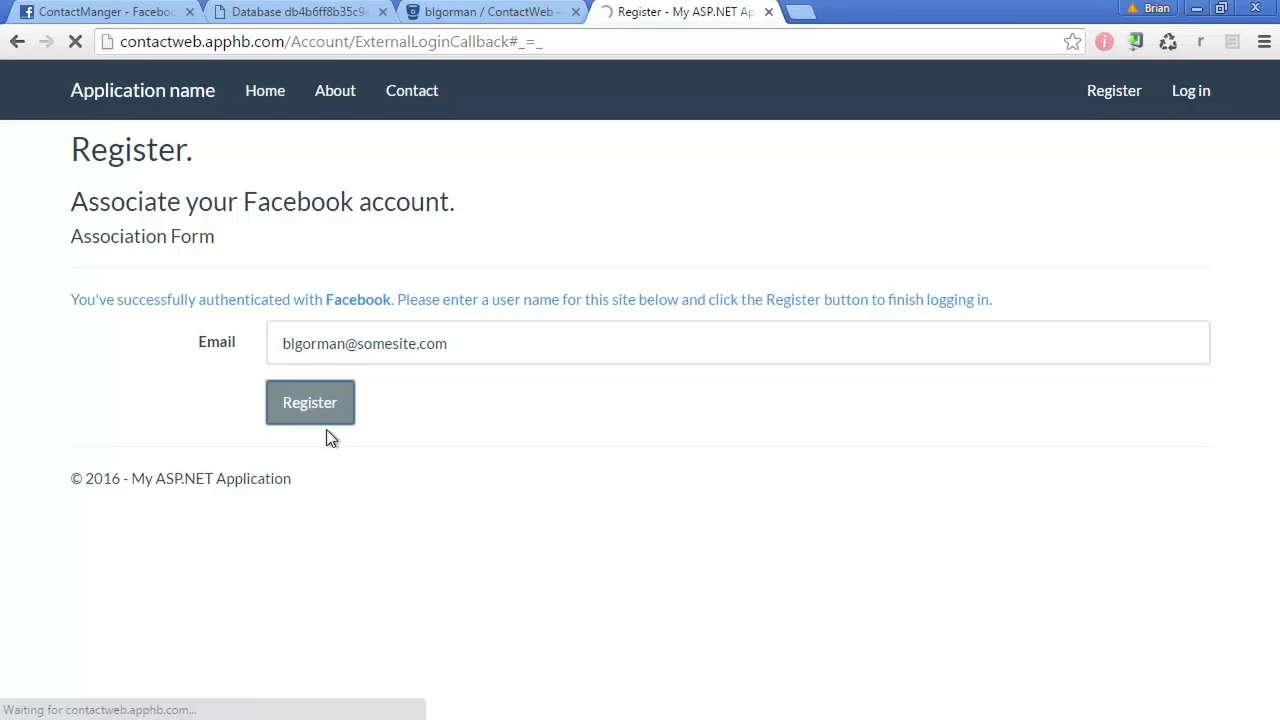 ContactManger - Faceboo
Database db4b6ff8b35c94
blgorman / ContactWeb -
Register - My ASP.NET Ap
Brian
contactweb.apphb.com/Account/ExternalLoginCallback#_=_
Application name
Home
About
Contact
Register
Log in
Register.
Associate your Facebook account.
Association Form
You've successfully authenticated with Facebook. Please enter a user name for this site below and click the Register button to finish logging in.
Email
blgorman@somesite.com
Register
© 2016 - My ASP.NET Application
Waiting for contactweb.apphb.com...